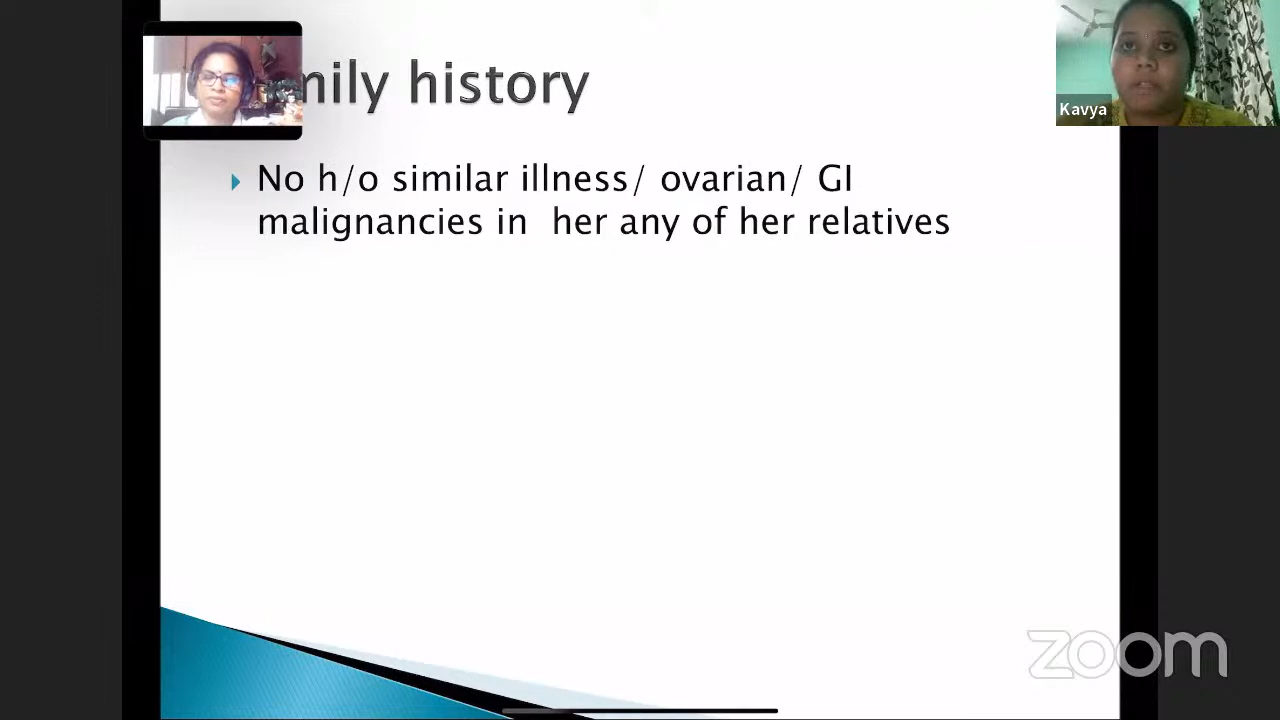 mily history
Kavya
No h/o similar illness/ ovarian/ GI
malignancies in  her any of her relatives
zoom